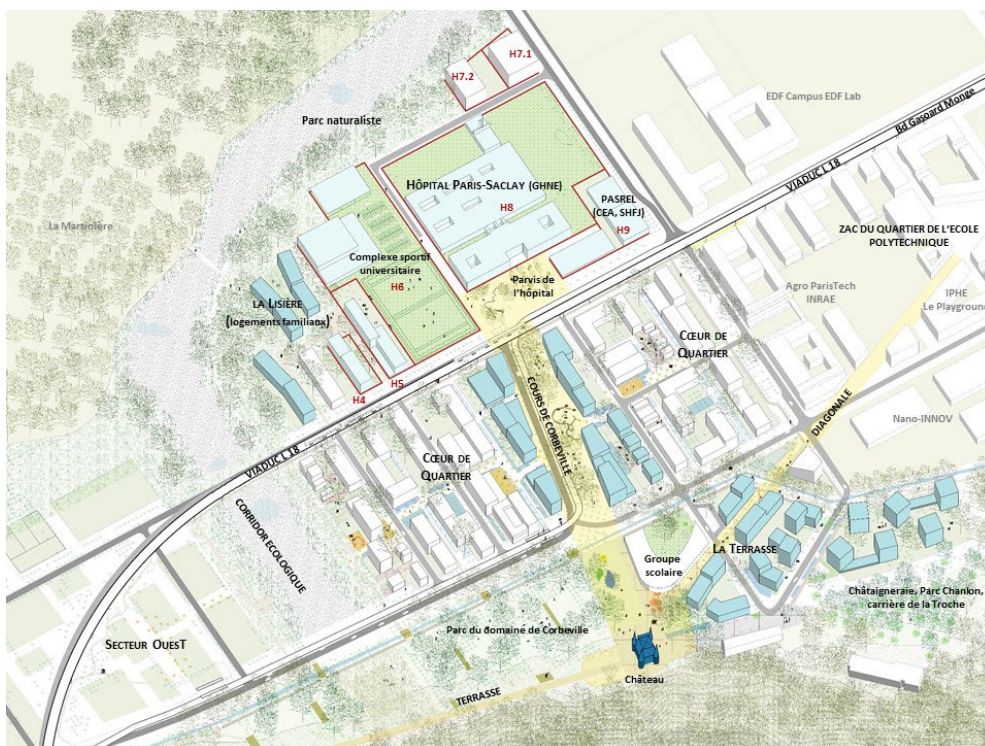 H7.1
H7.2
EDF Campus EDF Lab
Parc naturaliste
Bd Gaspard Monge
VIADUC L 18
HÔPITAL PARIS-SACLAY (GHNE)
H8
PASREL
(CEA, SHFJ)
H9
La Martinière
ZAC DU QUARTIER DE L'ECOLE
POLYTECHNIQUE
Complexe sportif
universitaire
H6
Parvis de
l'hôpital
Agro ParisTech
INRAE
IPHE
Le Playground
LA LISIÈRE
(logements familiaux)
CŒUR DE
QUARTIER
H5
H4
COURS DE CORBEVILLE
DIAGONALE
Nano-INNOV
VIADUC L 18
CŒUR DE
QUARTIER
CORRIDOR ECOLOGIQUE
Groupe
scolaire
LA TERRASSE
Châtaigneraie, Parc Chanlon,
carrière de la Troche
Parc du domaine de Corbeville
SECTEUR OUEST
Château
TERRASSE